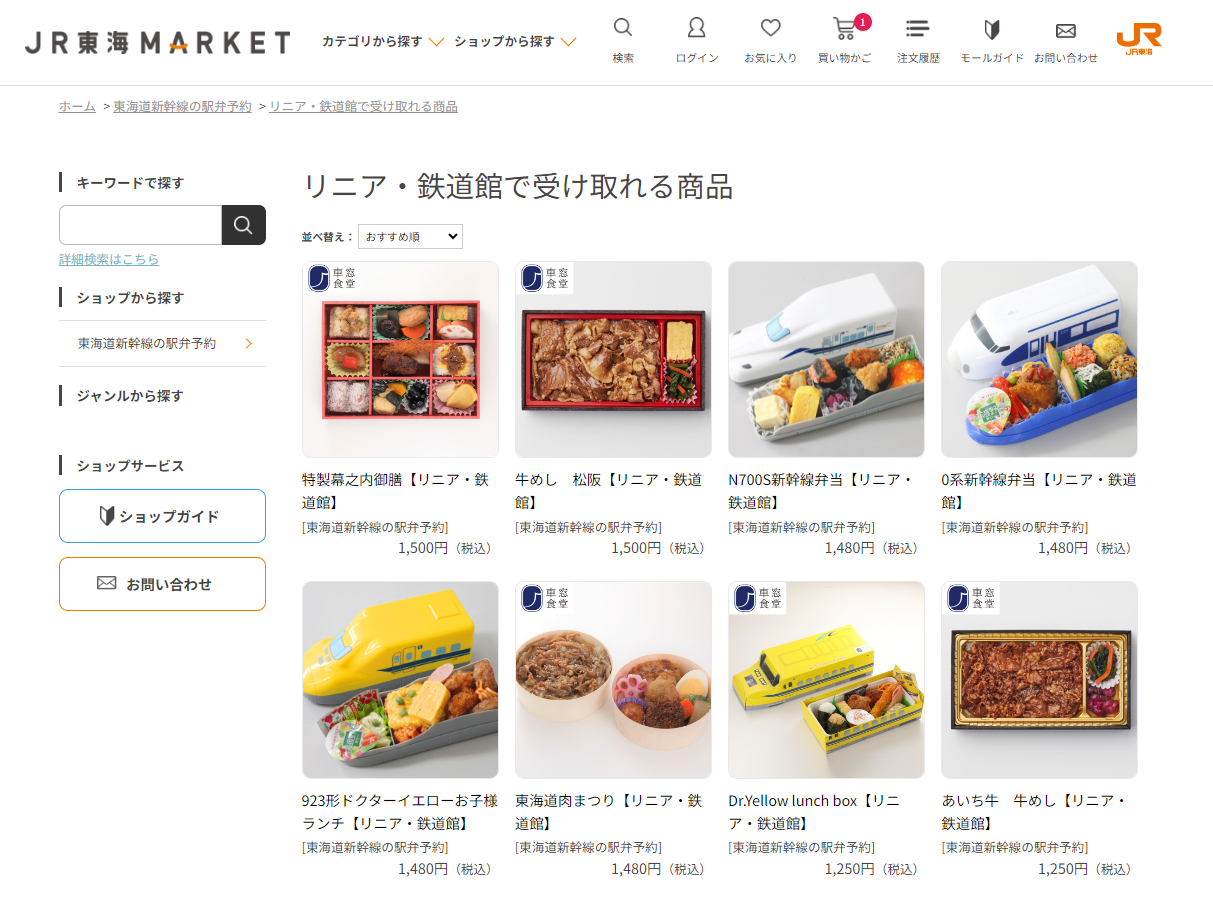 JR東海MARKET
カテゴリから探す ショップから探す
検索 ログイン お気に入り 1 買い物かご 注文履歴 モールガイド お問い合わせ
JR東海
ホーム > 東海道新幹線の駅弁予約 > リニア・鉄道館で受け取れる商品
キーワードで探す
詳細検索はこちら
ショップから探す
東海道新幹線の駅弁予約
ジャンルから探す
ショップサービス
ショップガイド
お問い合わせ
リニア・鉄道館で受け取れる商品
並べ替え： おすすめ順
車窓
食堂
特製幕之内御膳【リニア・鉄
道館】
[東海道新幹線の駅弁予約]
1,500円（税込）
車窓
食堂
牛めし　松阪【リニア・鉄道
館】
[東海道新幹線の駅弁予約]
1,500円（税込）
N700S新幹線弁当【リニア・
鉄道館】
[東海道新幹線の駅弁予約]
1,480円（税込）
0系新幹線弁当【リニア・鉄道
館】
[東海道新幹線の駅弁予約]
1,480円（税込）
923形ドクターイエローお子様
ランチ【リニア・鉄道館】
[東海道新幹線の駅弁予約]
1,480円（税込）
車窓
食堂
東海道肉まつり【リニア・鉄
道館】
[東海道新幹線の駅弁予約]
1,480円（税込）
車窓
食堂
Dr.Yellow lunch box【リニ
ア・鉄道館】
[東海道新幹線の駅弁予約]
1,250円（税込）
車窓
食堂
あいち牛　牛めし【リニア・
鉄道館】
[東海道新幹線の駅弁予約]
1,250円（税込）